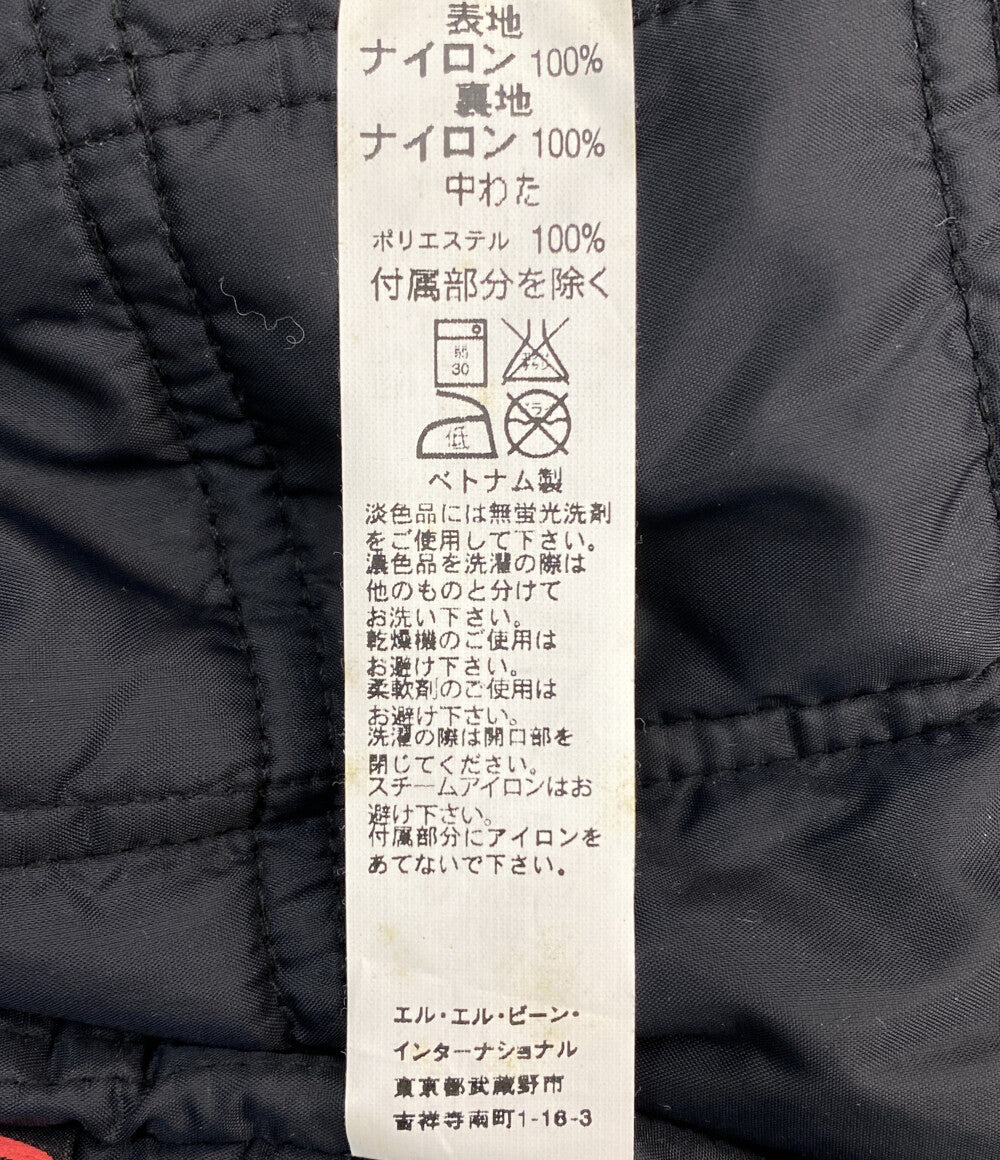 表地
ナイロン 100%
裏地
ナイロン 100%
中わた
ポリエステル 100%
付属部分を除く
弱
30
低
ベトナム製
淡色品には無蛍光洗剤
をご使用して下さい。
濃色品を洗濯の際は
他のものと分けて
お洗い下さい。
乾燥機のご使用は
お避け下さい。
柔軟剤のご使用は
お避け下さい。
洗濯の際は開口部を
閉じてください。
スチームアイロンはお
避け下さい。
付属部分にアイロンを
あてないで下さい。
エル・エル・ビーン・
インターナショナル
東京都武蔵野市
吉祥寺南町1-16-3